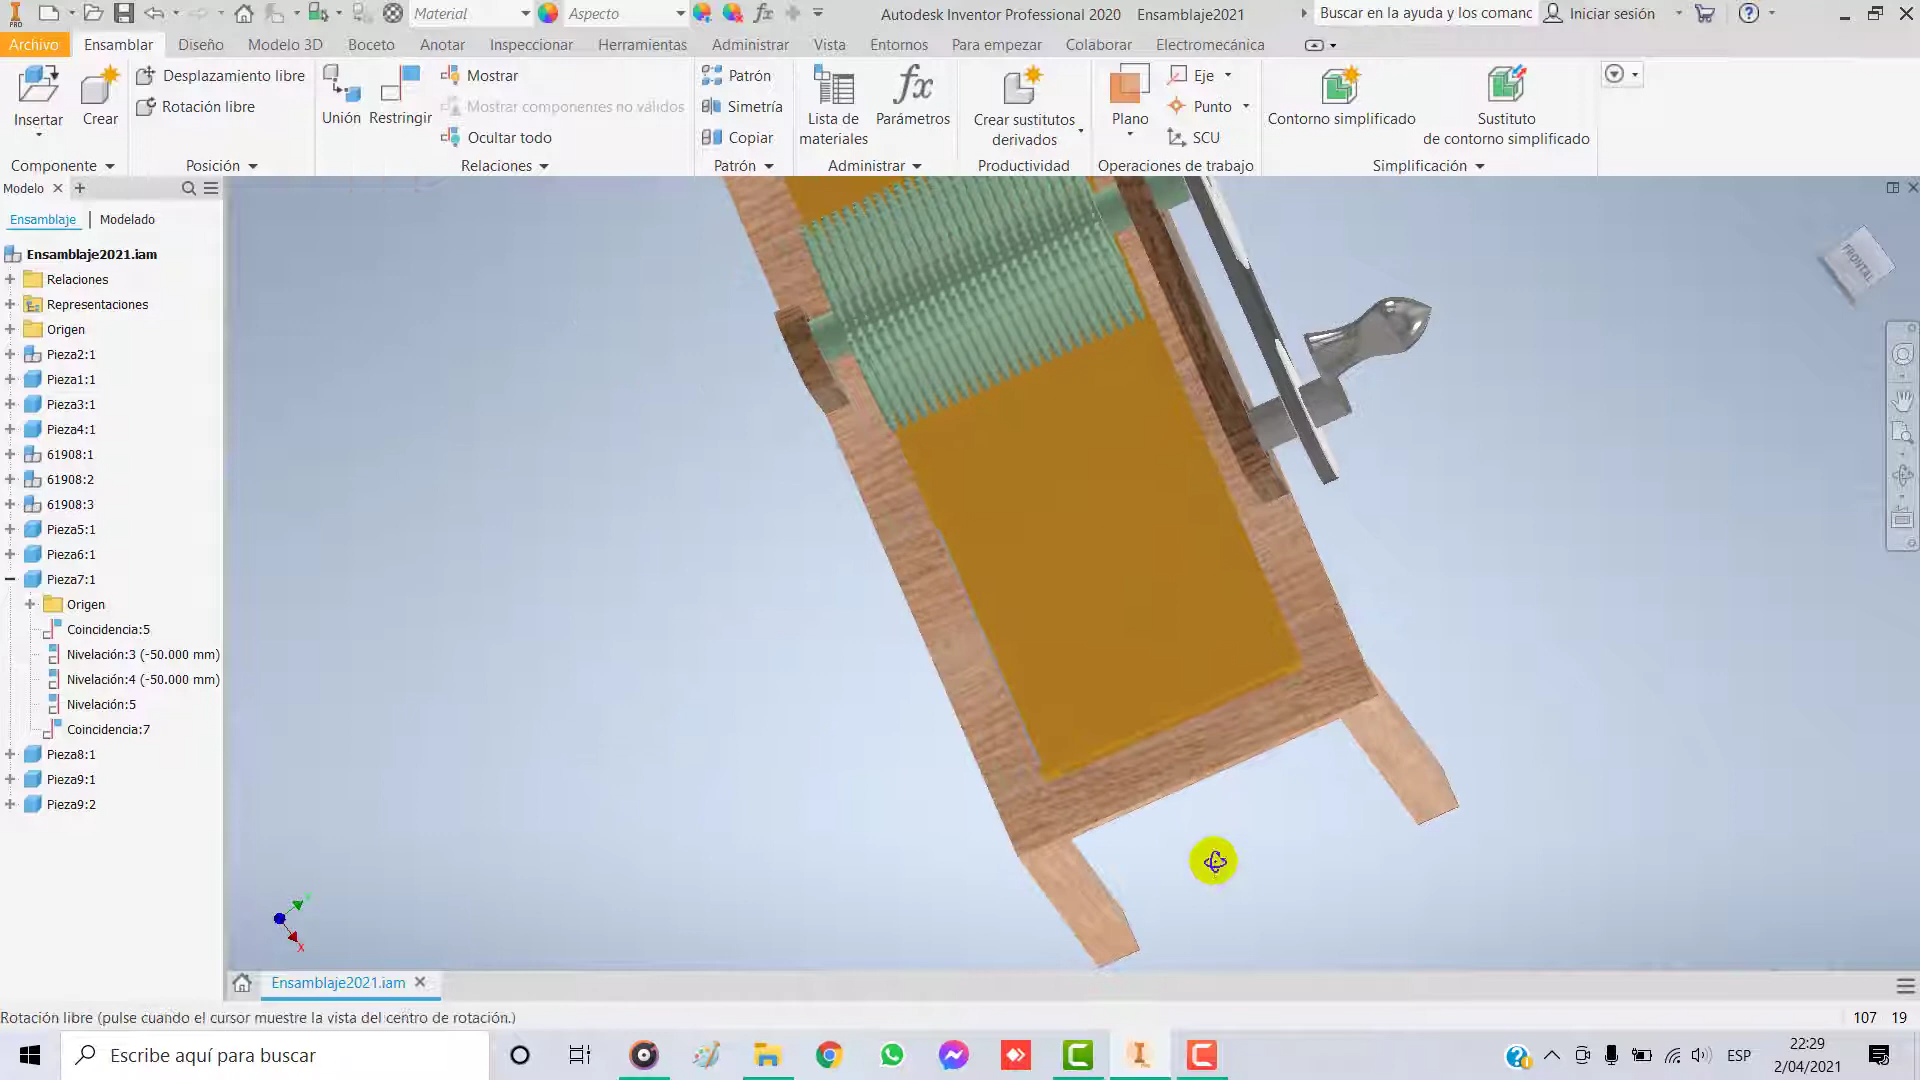 Material
Aspecto
Autodesk Inventor Professional 2020 Ensamblaje2021
Buscar en la ayuda y los comanc
Iniciar sesión
PRO
Archivo Ensamblar Diseño Modelo 3D Boceto Anotar Inspeccionar Herramientas Administrar Vista Entornos Para empezar Colaborar Electromecánica
Insertar
Crear
Desplazamiento libre
Rotación libre
Unión
Restringir
Mostrar
Mostrar componentes no válidos
Ocultar todo
Patrón
Simetría
Copiar
Lista de
materiales
fx
Parámetros
Crear sustitutos
derivados
Plano
Eje
Punto
SCU
Contorno simplificado
Sustituto
de contorno simplificado
Componente Posición Relaciones Patrón Administrar Productividad Operaciones de trabajo Simplificación
Modelo
Ensamblaje | Modelado
Ensamblaje2021.iam
Relaciones
Representaciones
Origen
Pieza2:1
Pieza1:1
Pieza3:1
Pieza4:1
61908:1
61908:2
61908:3
Pieza5:1
Pieza6:1
Pieza7:1
Origen
Coincidencia:5
Nivelación:3 (-50.000 mm)
Nivelación:4 (-50.000 mm)
Nivelación:5
Coincidencia:7
Pieza8:1
Pieza9:1
Pieza9:2
FRONTAL
X
Ensamblaje2021.iam
Rotación libre (pulse cuando el cursor muestre la vista del centro de rotación.)
107 19
Escribe aquí para buscar
ESP
22:29
2/04/2021